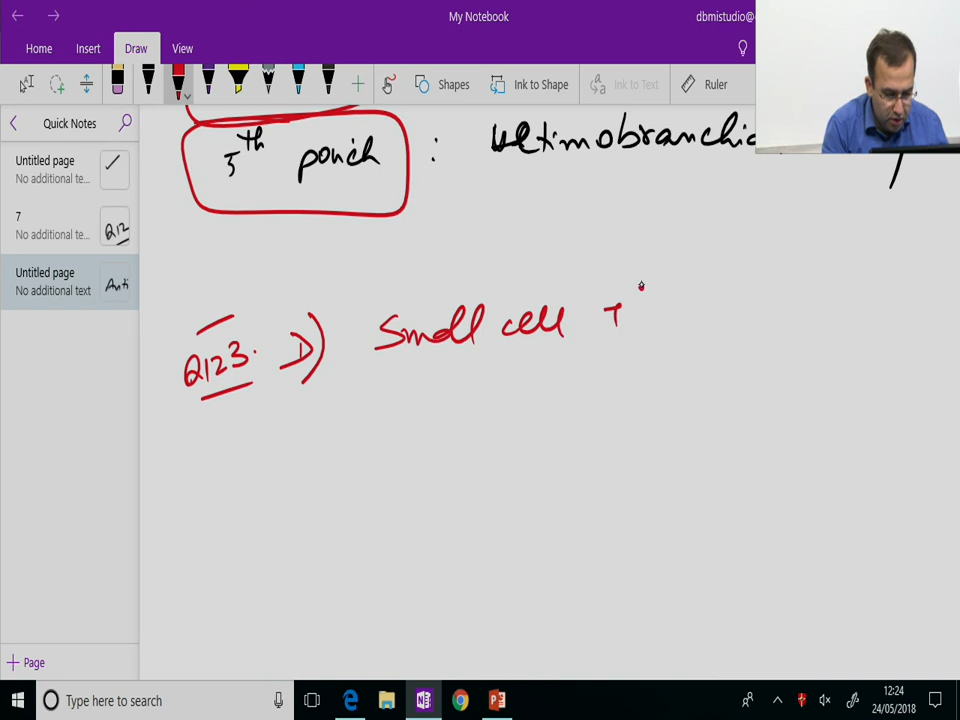 My Notebook
dbmistudio@
Home Insert Draw View
Shapes Ink to Shape Ink to Text Ruler
Quick Notes
Untitled page
No additional te...
7
No additional te...
Q12
Untitled page
No additional text
Anti
5th pouch :
Q123. D) Small cell
+ Page
Type here to search
12:24
24/05/2018